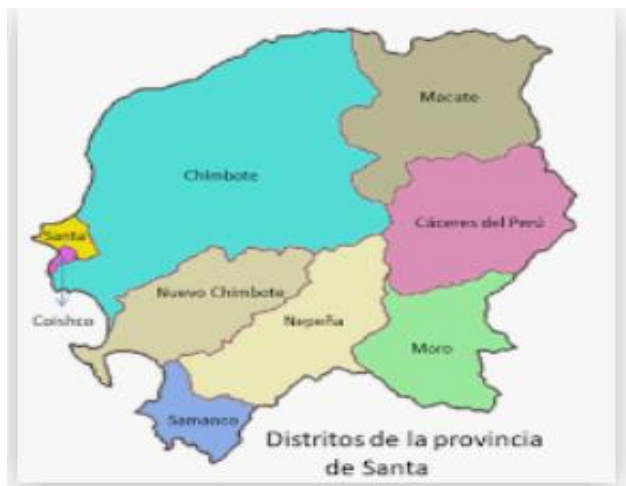 Macate
Chimbote
Cáceres del Perú
Santa
Nuevo Chimbote
Coishco
Nepeña
Moro
Samanco
Distritos de la provincia
de Santa